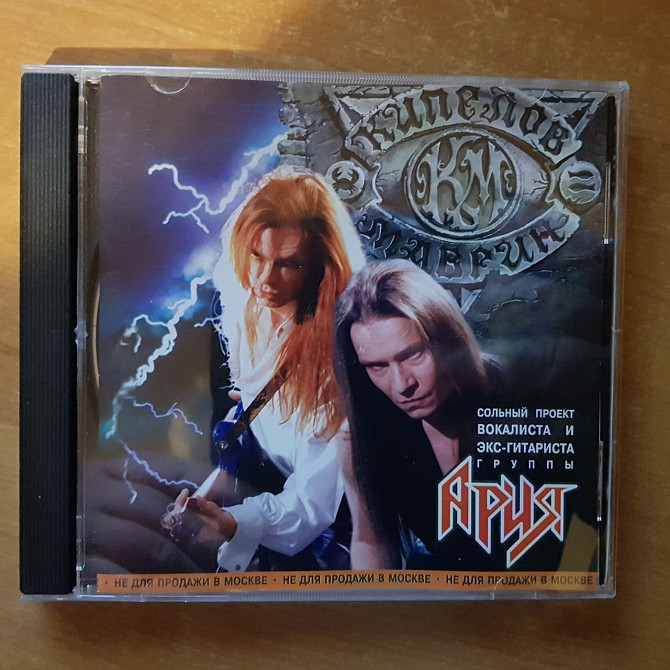 КИПЕЛОВ
КМ
МАВРИН
СОЛЬНЫЙ ПРОЕКТ
ВОКАЛИСТА И
ЭКС-ГИТАРИСТА
ГРУППЫ
АРИЯ
· НЕ ДЛЯ ПРОДАЖИ В МОСКВЕ · НЕ ДЛЯ ПРОДАЖИ В МОСКВЕ · НЕ ДЛЯ ПРОДАЖИ В МОСКВЕ